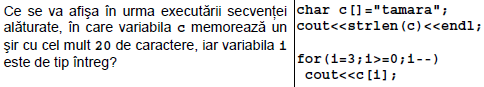 Ce se va afişa în urma executării secvenţei
alăturate, în care variabila c memorează un
şir cu cel mult 20 de caractere, iar variabila i
este de tip întreg?
char c[]="tamara";
cout<<strlen(c)<<endl;
for(i=3;i>=0;i--)
cout<<c[i];